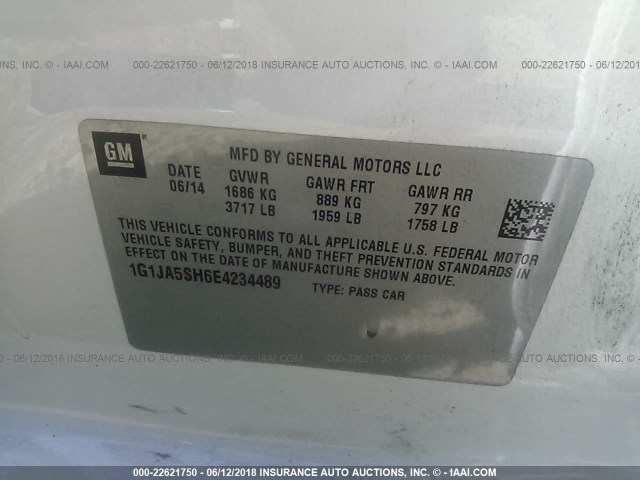 000-22621750 - 06/12/2018 INSURANCE AUTO AUCTIONS, INC. - © - IAAI.COM
GM
MFD BY GENERAL MOTORS LLC
DATE GVWR GAWR FRT GAWR RR
06/14 1686 KG 889 KG 797 KG
3717 LB 1959 LB 1758 LB
THIS VEHICLE CONFORMS TO ALL APPLICABLE U.S. FEDERAL MOTOR
VEHICLE SAFETY, BUMPER, AND THEFT PREVENTION STANDARDS IN
EFFECT ON THE DATE OF MANUFACTURE SHOWN ABOVE.
1G1JA5SH6E4234489 TYPE: PASS CAR
000-22621750 - 06/12/2018 INSURANCE AUTO AUCTIONS, INC. - © - IAAI.COM
000-22621750 - 06/12/2018 INSURANCE AUTO AUCTIONS, INC. - © - IAAI.COM